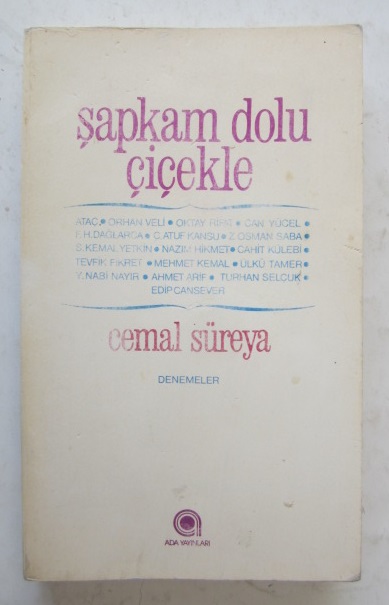 şapkam dolu
çiçekle
ATAÇ • ORHAN VELİ • OKTAY RİFAT • CAN YÜCEL •
F.H.DAĞLARCA • C.ATUF KANSU • Z.OSMAN SABA •
S.KEMAL YETKİN • NAZIM HİKMET • CAHİT KÜLEBİ •
TEVFİK FİKRET • MEHMET KEMAL • ÜLKÜ TAMER •
Y.NABİ NAYIR • AHMET ARİF • TURHAN SELÇUK •
EDİP CANSEVER
cemal süreya
DENEMELER
ADA YAYINLARI